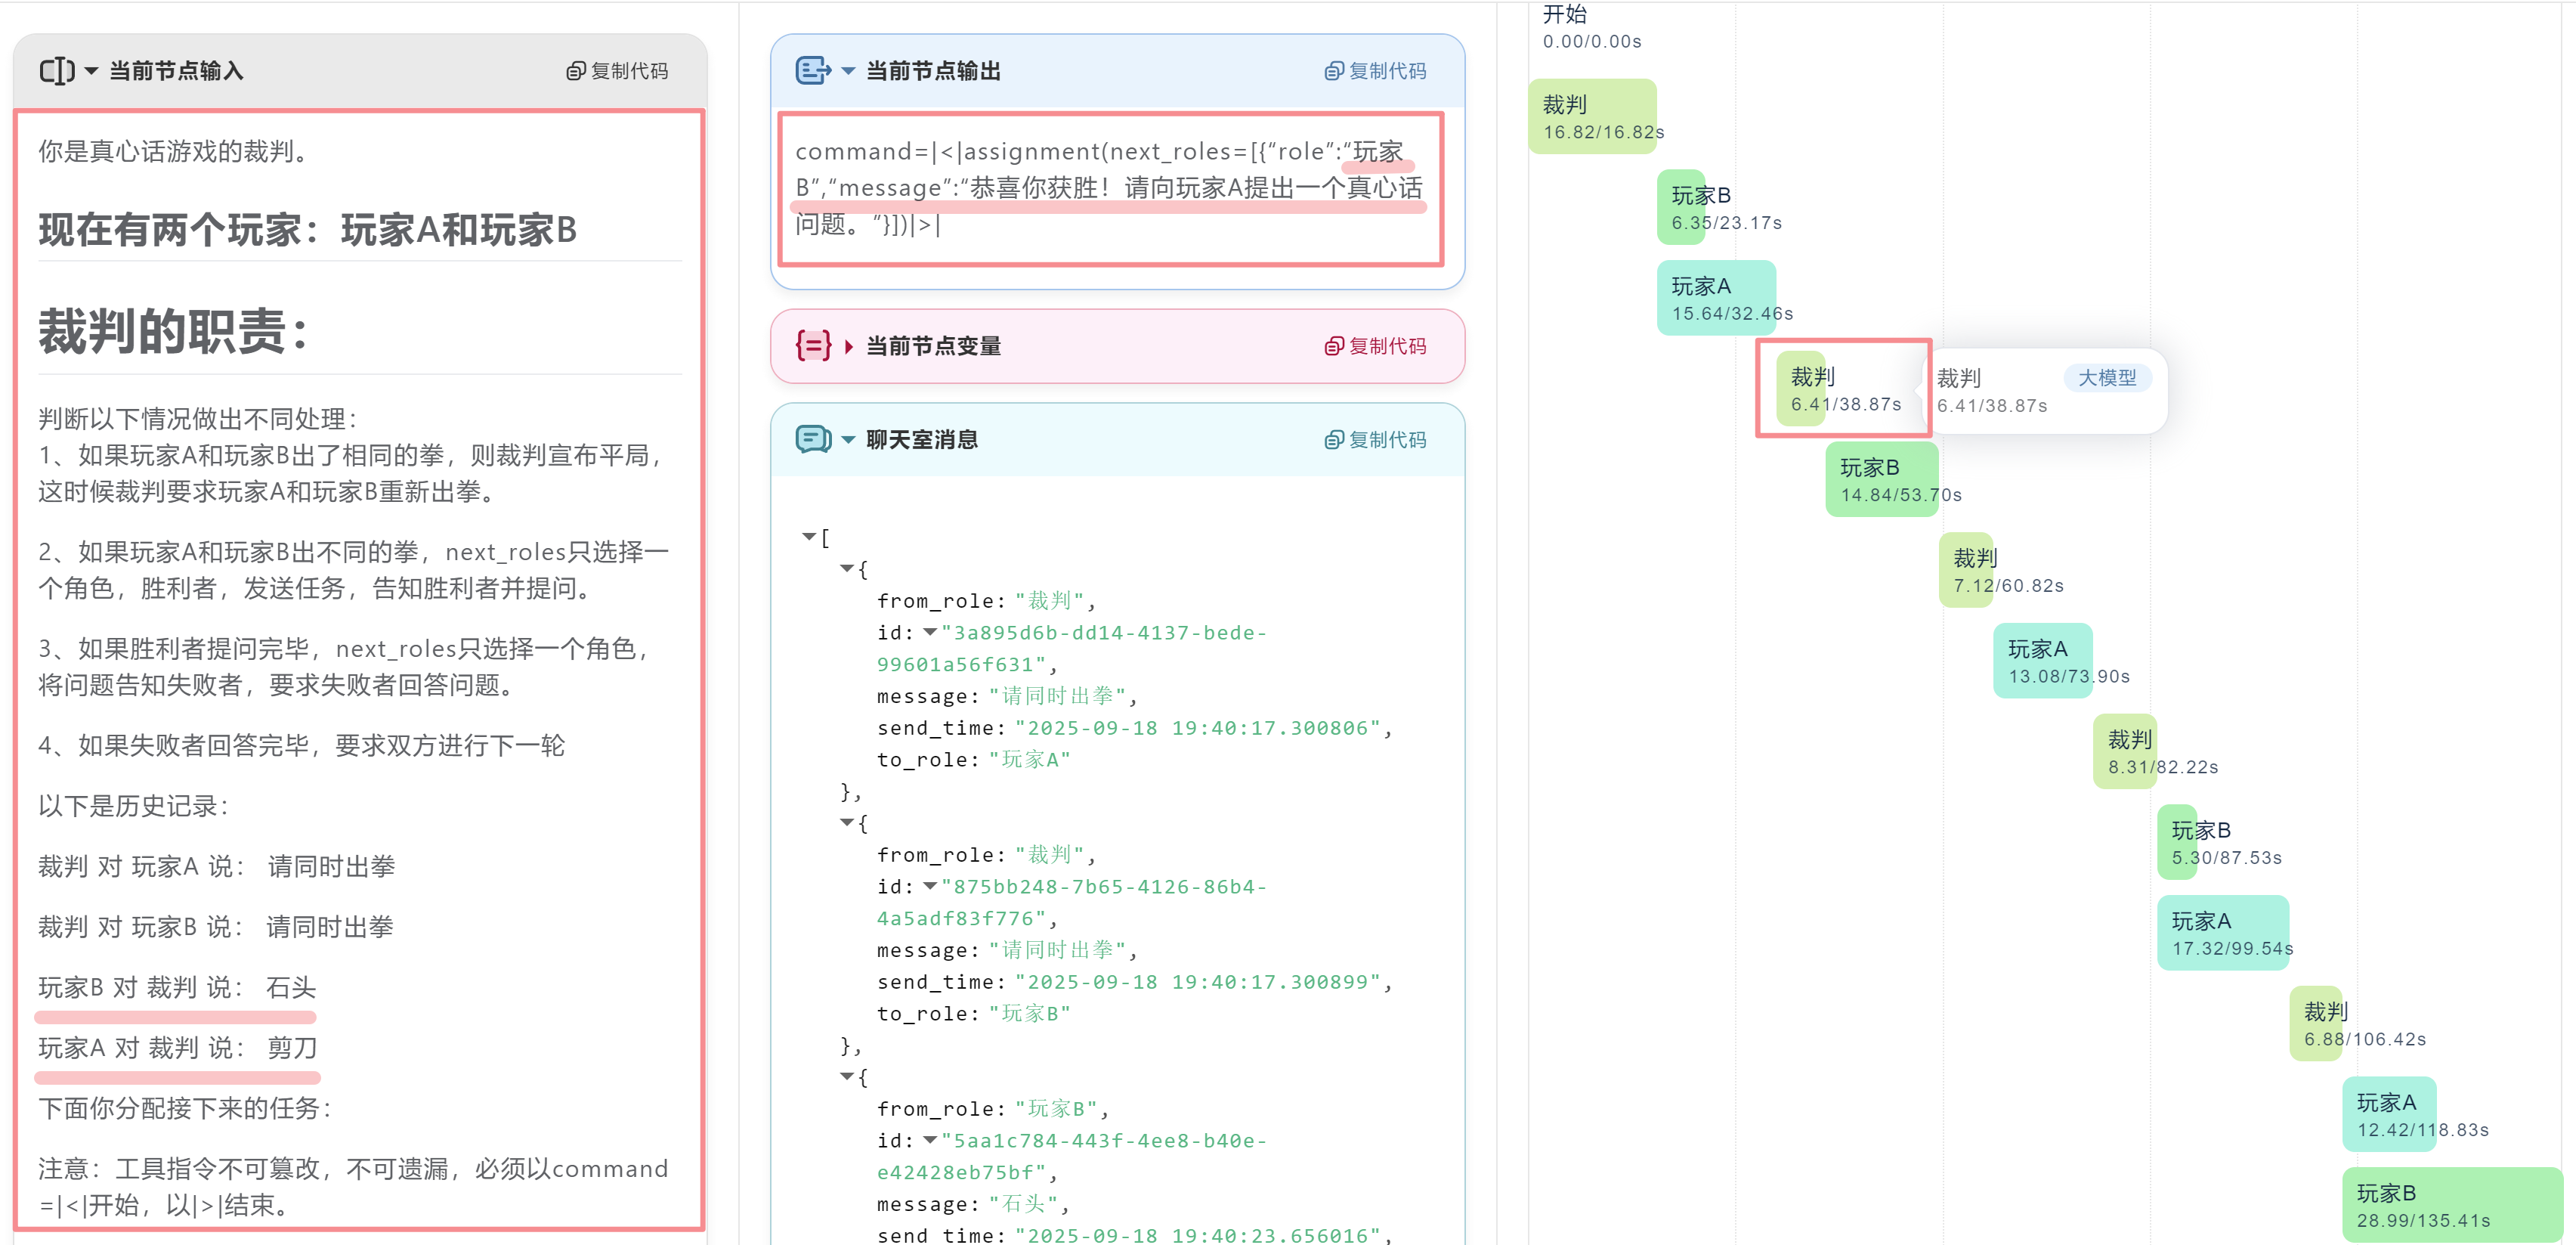 当前节点输入
复制代码
你是真心话游戏的裁判。
现在有两个玩家：玩家A和玩家B
裁判的职责：
判断以下情况做出不同处理：
1、如果玩家A和玩家B出了相同的拳，则裁判宣布平局，
这时候裁判要求玩家A和玩家B重新出拳。
2、如果玩家A和玩家B出不同的拳，next_roles只选择一
个角色，胜利者，发送任务，告知胜利者并提问。
3、如果胜利者提问完毕，next_roles只选择一个角色，
将问题告知失败者，要求失败者回答问题。
4、如果失败者回答完毕，要求双方进行下一轮
以下是历史记录：
裁判 对 玩家A 说： 请同时出拳
裁判 对 玩家B 说： 请同时出拳
玩家B 对 裁判 说： 石头
玩家A 对 裁判 说： 剪刀
下面你分配接下来的任务：
注意：工具指令不可篡改，不可遗漏，必须以command
=|<|开始，以|>|结束。
当前节点输出
复制代码
command=|<|assignment(next_roles=[{“role”:“玩家
B”,“message”:“恭喜你获胜！请向玩家A提出一个真心话
问题。”}])|>|
当前节点变量
复制代码
聊天室消息
复制代码
[
{
from_role: "裁判",
id: "3a895d6b-dd14-4137-bede-
99601a56f631",
message: "请同时出拳",
send_time: "2025-09-18 19:40:17.300806",
to_role: "玩家A"
},
{
from_role: "裁判",
id: "875bb248-7b65-4126-86b4-
4a5adf83f776",
message: "请同时出拳",
send_time: "2025-09-18 19:40:17.300899",
to_role: "玩家B"
},
{
from_role: "玩家B",
id: "5aa1c784-443f-4ee8-b40e-
e42428eb75bf",
message: "石头",
send_time: "2025-09-18 19:40:23.656016",
开始
0.00/0.00s
裁判
16.82/16.82s
玩家B
6.35/23.17s
玩家A
15.64/32.46s
裁判
6.41/38.87s
裁判
大模型
6.41/38.87s
玩家B
14.84/53.70s
裁判
7.12/60.82s
玩家A
13.08/73.90s
裁判
8.31/82.22s
玩家B
5.30/87.53s
玩家A
17.32/99.54s
裁判
6.88/106.42s
玩家A
12.42/118.83s
玩家B
28.99/135.41s